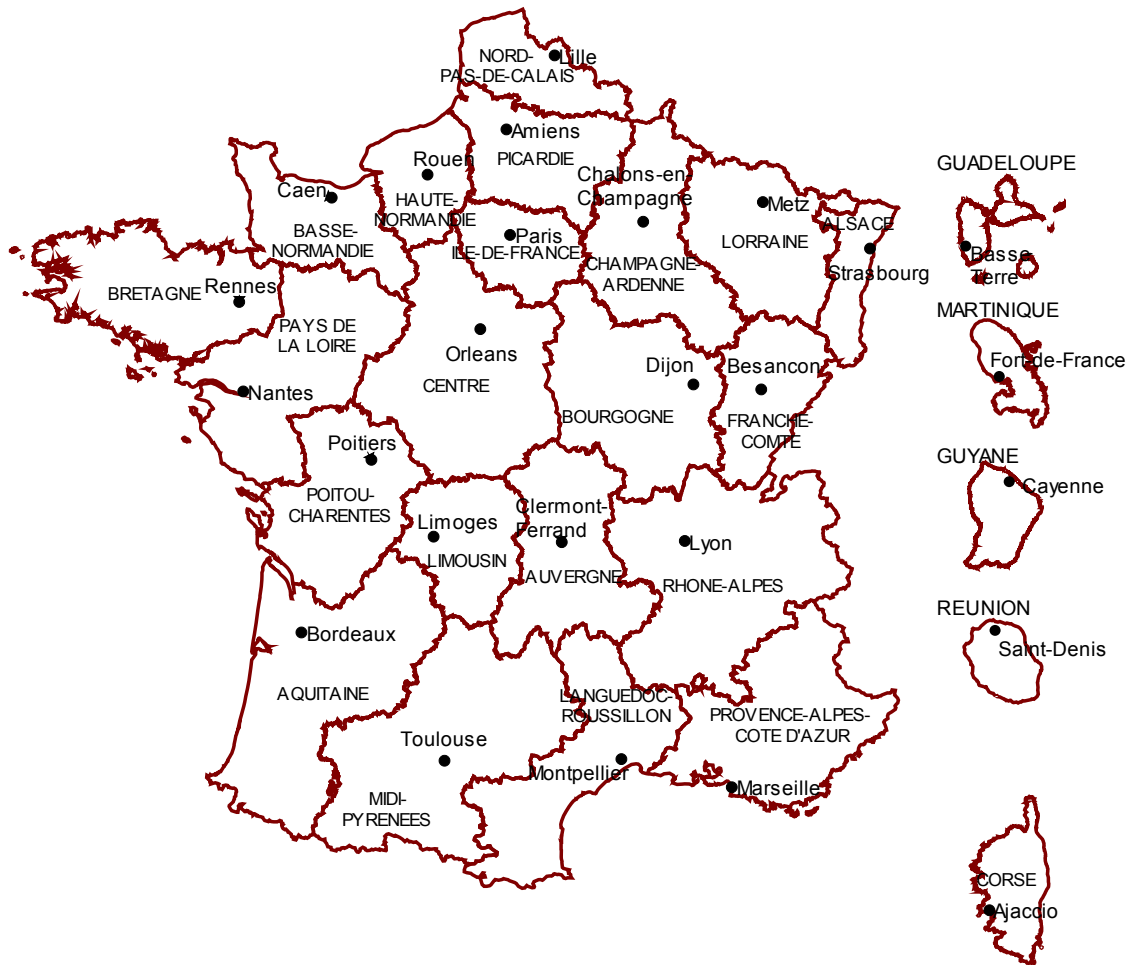 NORD-
PAS-DE-CALAIS
Lille
Amiens
PICARDIE
Rouen
HAUTE-
NORMANDIE
Caen
BASSE-
NORMANDIE
Chalons-en
Champagne
CHAMPAGNE-
ARDENNE
Metz
LORRAINE
ALSACE
Strasbourg
Paris
ILE-DE-FRANCE
BRETAGNE
Rennes
PAYS DE
LA LOIRE
Nantes
Orleans
CENTRE
Dijon
BOURGOGNE
Besancon
FRANCHE-
COMTE
Poitiers
POITOU-
CHARENTES
Limoges
LIMOUSIN
Clermont-
Ferrand
AUVERGNE
Lyon
RHONE-ALPES
Bordeaux
AQUITAINE
Toulouse
MIDI-
PYRENEES
LANGUEDOC-
ROUSSILLON
Montpellier
PROVENCE-ALPES-
COTE D'AZUR
Marseille
GUADELOUPE
Basse
Terre
MARTINIQUE
Fort-de-France
GUYANE
Cayenne
REUNION
Saint-Denis
CORSE
Ajaccio